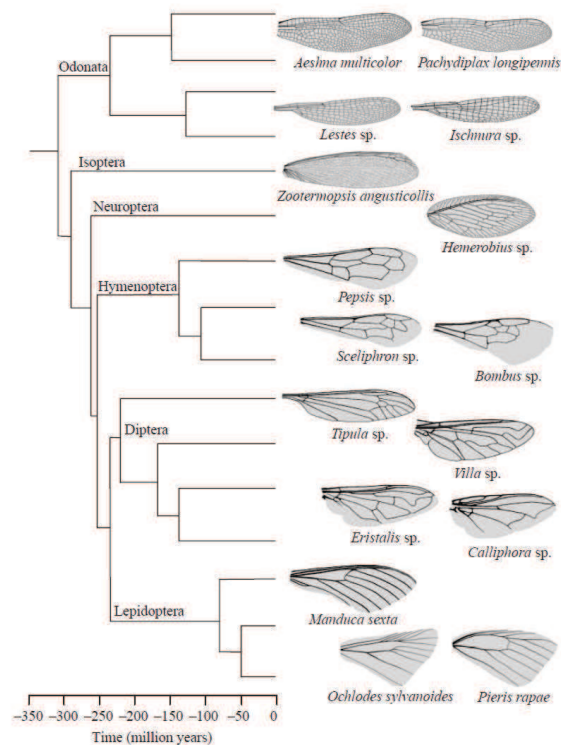 Odonata
Aeshna multicolor
Pachydiplax longipennis
Lestes sp.
Ischnura sp.
Isoptera
Zootermopsis angusticollis
Neuroptera
Hemerobius sp.
Hymenoptera
Pepsis sp.
Sceliphron sp.
Bombus sp.
Diptera
Tipula sp.
Villa sp.
Eristalis sp.
Calliphora sp.
Lepidoptera
Manduca sexta
Ochlodes sylvanoides
Pieris rapae
–350 –300 –250 –200 –150 –100 –50 0
Time (million years)